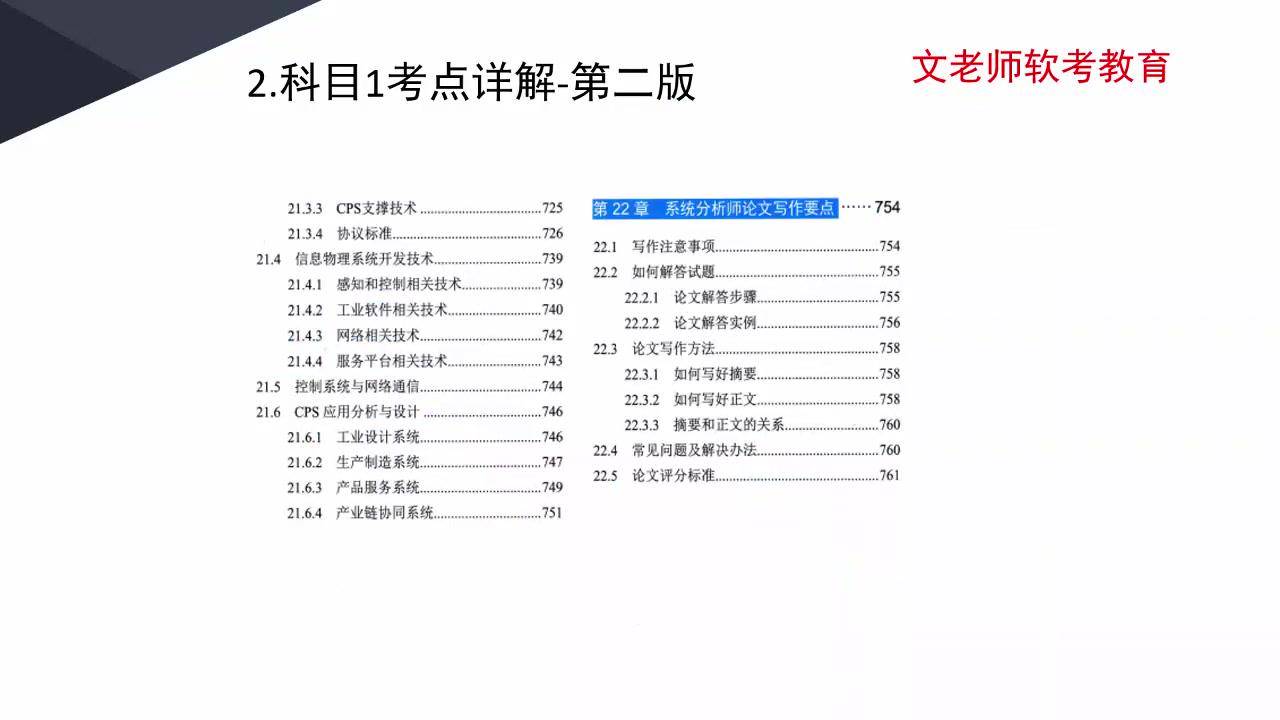 2.科目1考点详解-第二版
文老师软考教育
21.3.3 CPS支撑技术........725
21.3.4 协议标准........726
21.4 信息物理系统开发技术........739
21.4.1 感知和控制相关技术........739
21.4.2 工业软件相关技术........740
21.4.3 网络相关技术........742
21.4.4 服务平台相关技术........743
21.5 控制系统与网络通信........744
21.6 CPS 应用分析与设计........746
21.6.1 工业设计系统........746
21.6.2 生产制造系统........747
21.6.3 产品服务系统........749
21.6.4 产业链协同系统........751
第 22 章 系统分析师论文写作要点······754
22.1 写作注意事项........754
22.2 如何解答试题........755
22.2.1 论文解答步骤........755
22.2.2 论文解答实例........756
22.3 论文写作方法........758
22.3.1 如何写好摘要........758
22.3.2 如何写好正文........758
22.3.3 摘要和正文的关系........760
22.4 常见问题及解决办法........760
22.5 论文评分标准........761